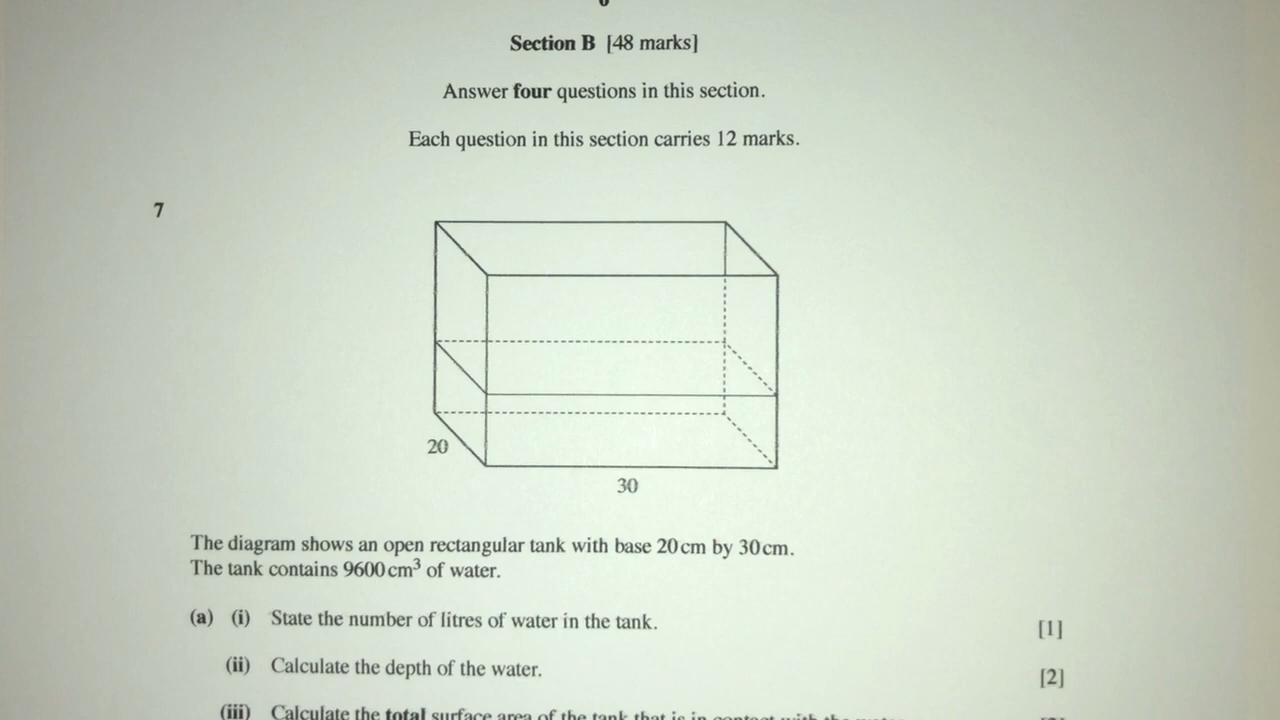 Section B [48 marks]
Answer four questions in this section.
Each question in this section carries 12 marks.
7
20
30
The diagram shows an open rectangular tank with base 20 cm by 30 cm.
The tank contains 9600 cm³ of water.
(a) (i) State the number of litres of water in the tank. [1]
(ii) Calculate the depth of the water. [2]
(iii) Calculate the total surface area of the tank that is in contact with the